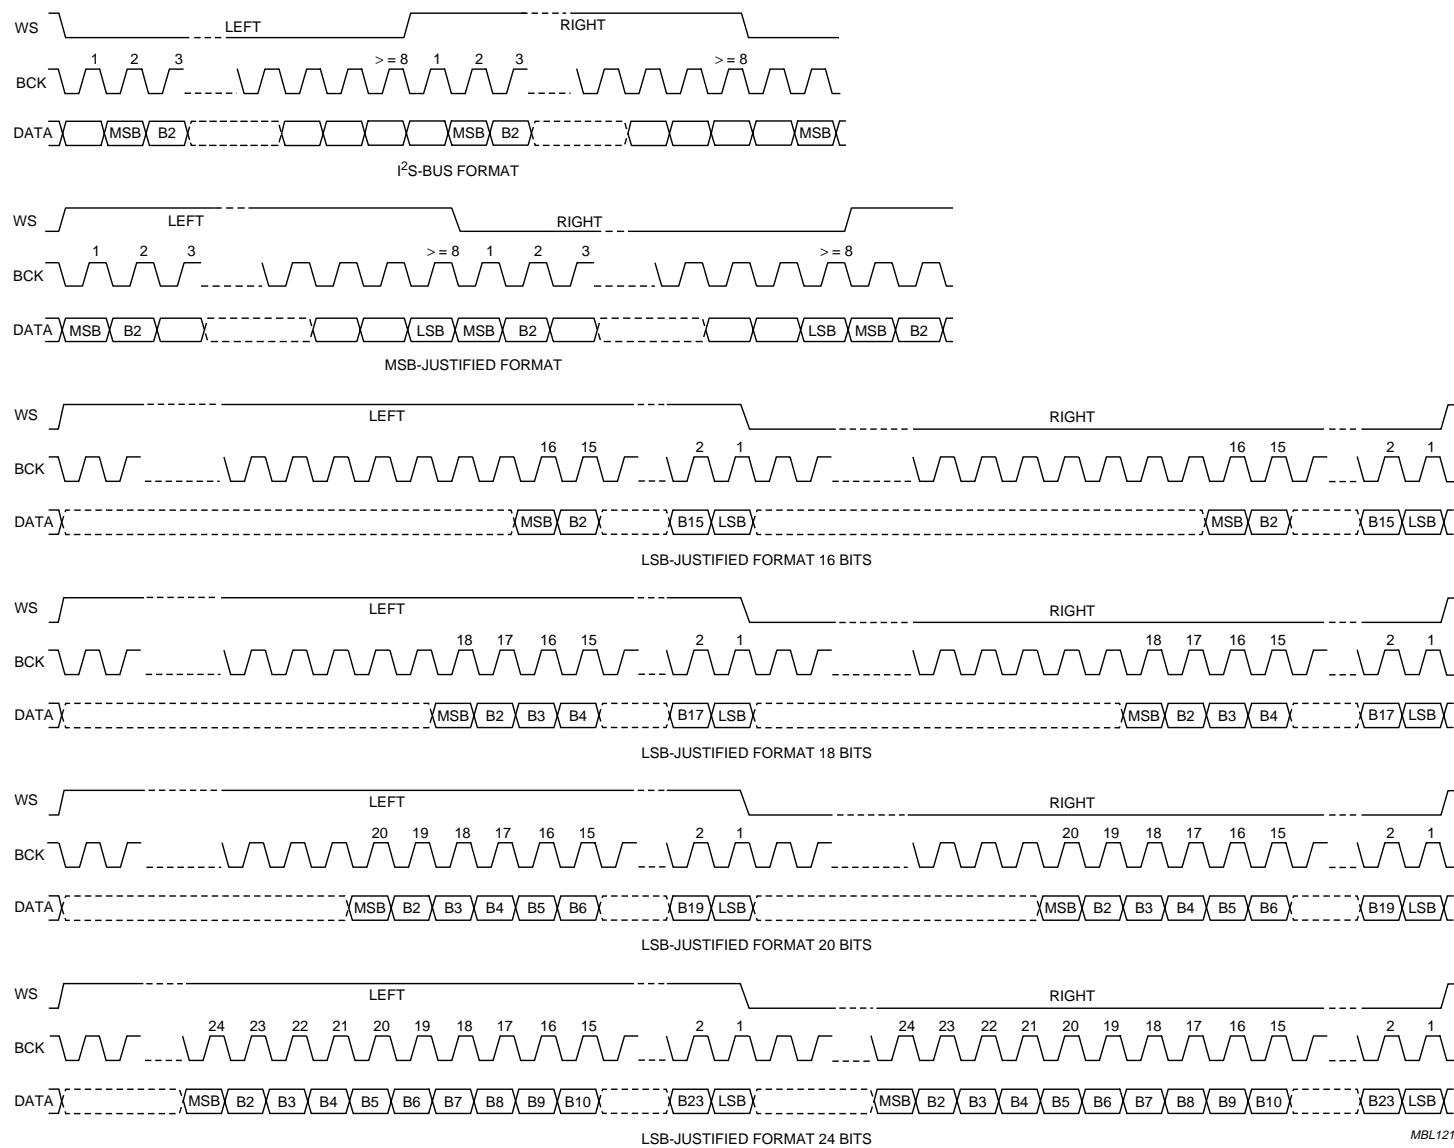 WS LEFT RIGHT
> = 8 1 2 3 > = 8
1 2 3
BCK
DATA MSB B2 MSB B2 MSB
I²S-BUS FORMAT
WS LEFT RIGHT
1 2 3 > = 8 1 2 3 > = 8
BCK
DATA MSB B2 LSB MSB B2 LSB MSB B2
MSB-JUSTIFIED FORMAT
WS LEFT RIGHT
16 15 2 1 16 15 2 1
BCK
DATA MSB B2 B15 LSB MSB B2 B15 LSB
LSB-JUSTIFIED FORMAT 16 BITS
WS LEFT RIGHT
18 17 16 15 2 1 18 17 16 15 2 1
BCK
DATA MSB B2 B3 B4 B17 LSB MSB B2 B3 B4 B17 LSB
LSB-JUSTIFIED FORMAT 18 BITS
WS LEFT RIGHT
20 19 18 17 16 15 2 1 20 19 18 17 16 15 2 1
BCK
DATA MSB B2 B3 B4 B5 B6 B19 LSB MSB B2 B3 B4 B5 B6 B19 LSB
LSB-JUSTIFIED FORMAT 20 BITS
WS LEFT RIGHT
24 23 22 21 20 19 18 17 16 15 2 1 24 23 22 21 20 19 18 17 16 15 2 1
BCK
DATA MSB B2 B3 B4 B5 B6 B7 B8 B9 B10 B23 LSB MSB B2 B3 B4 B5 B6 B7 B8 B9 B10 B23 LSB
LSB-JUSTIFIED FORMAT 24 BITS
MBL121